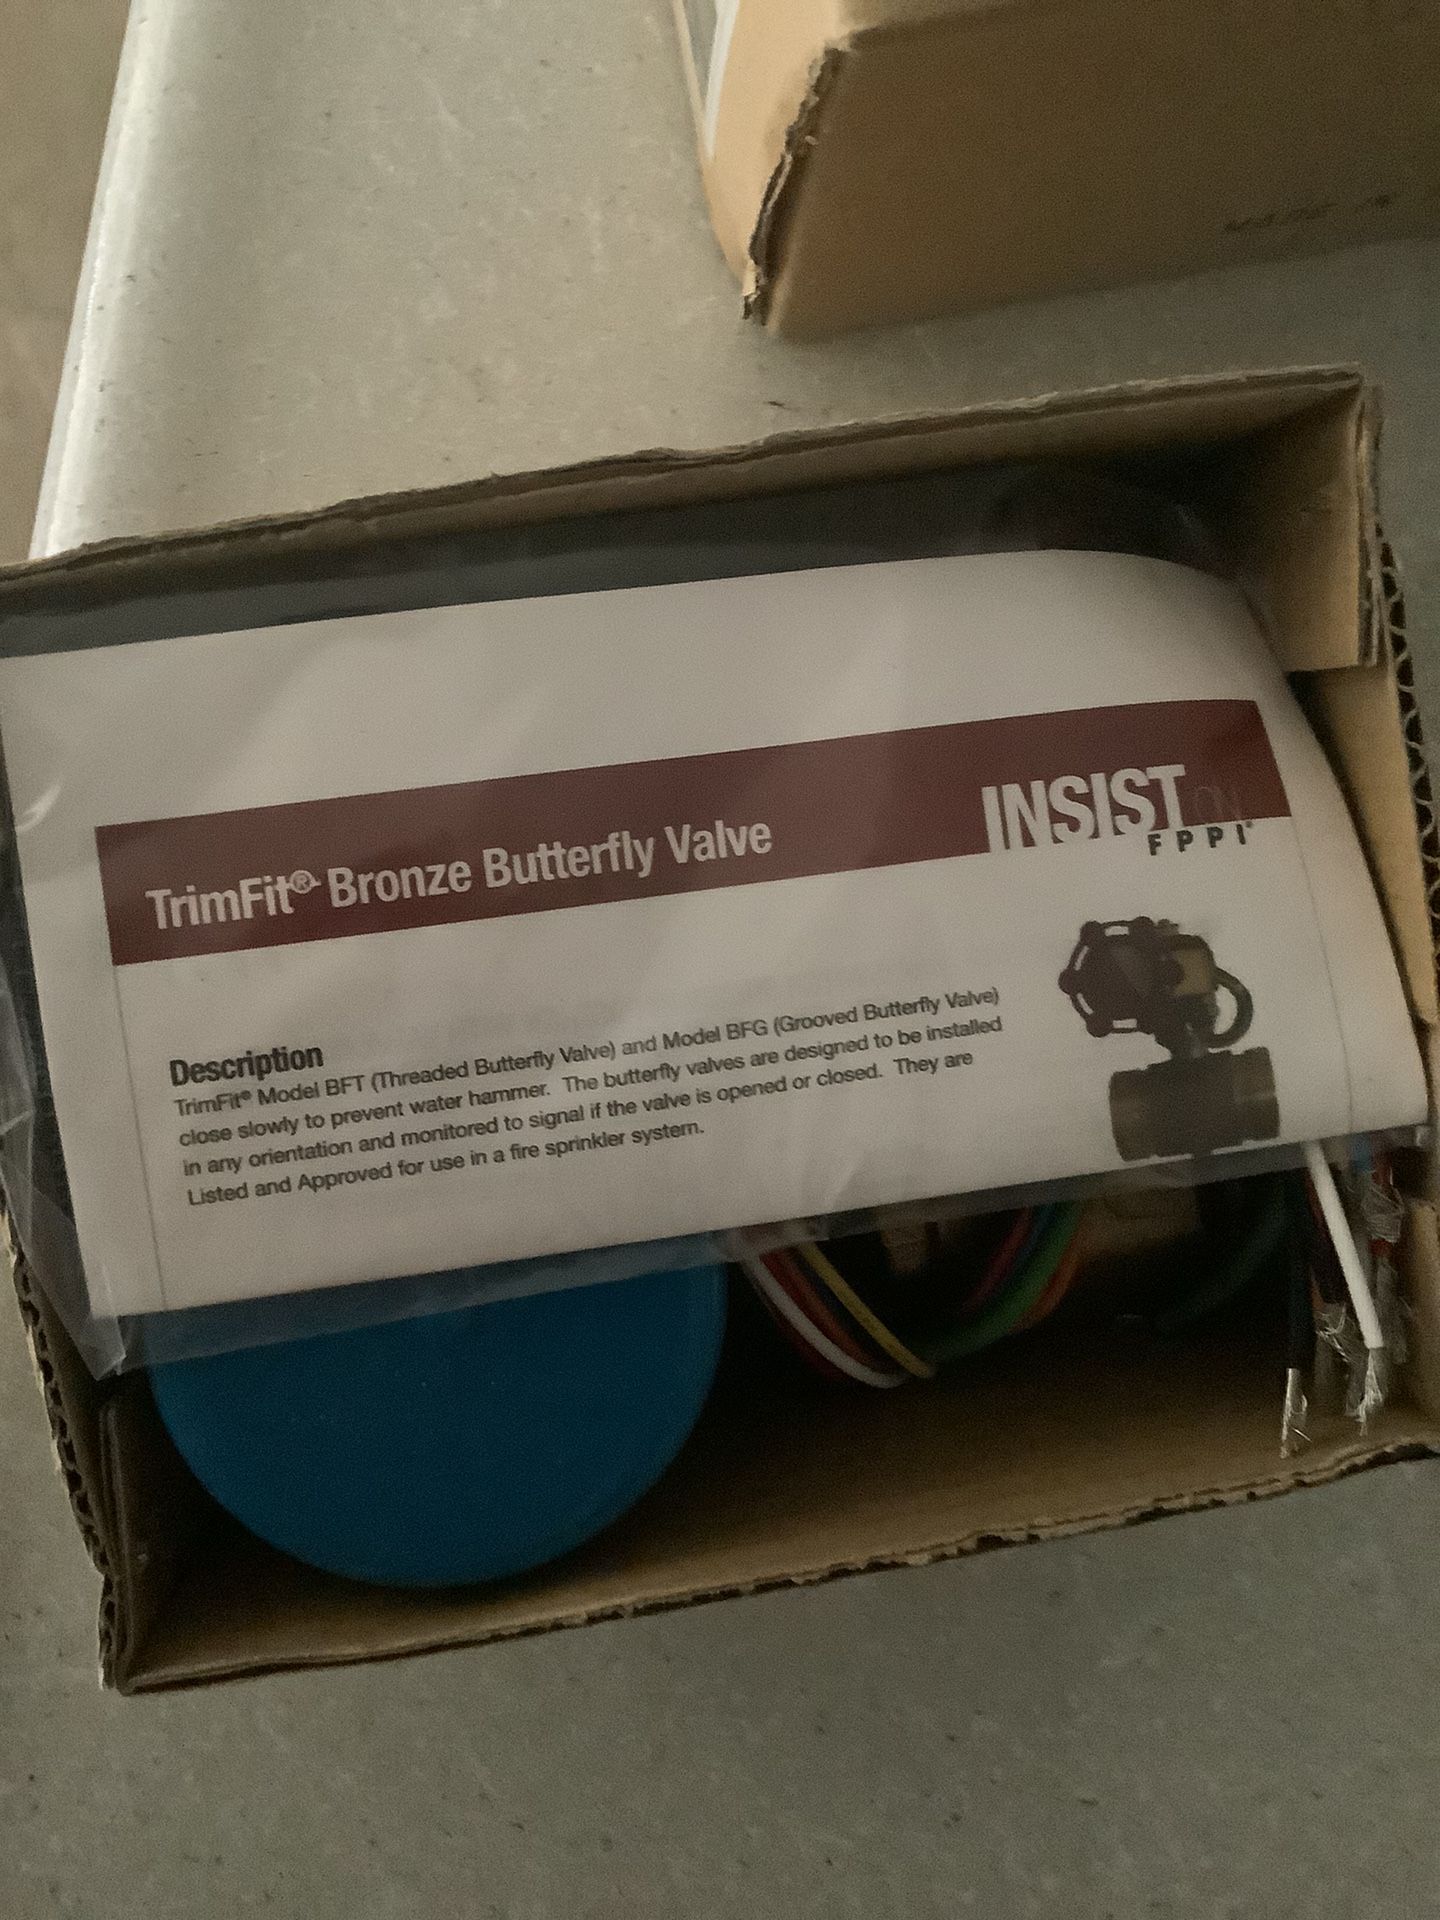 MADE IN
TrimFit® Bronze Butterfly Valve
INSIST ON
FPPI®
Description
TrimFit® Model BFT (Threaded Butterfly Valve) and Model BFG (Grooved Butterfly Valve)
close slowly to prevent water hammer. The butterfly valves are designed to be installed
in any orientation and monitored to signal if the valve is opened or closed. They are
Listed and Approved for use in a fire sprinkler system.